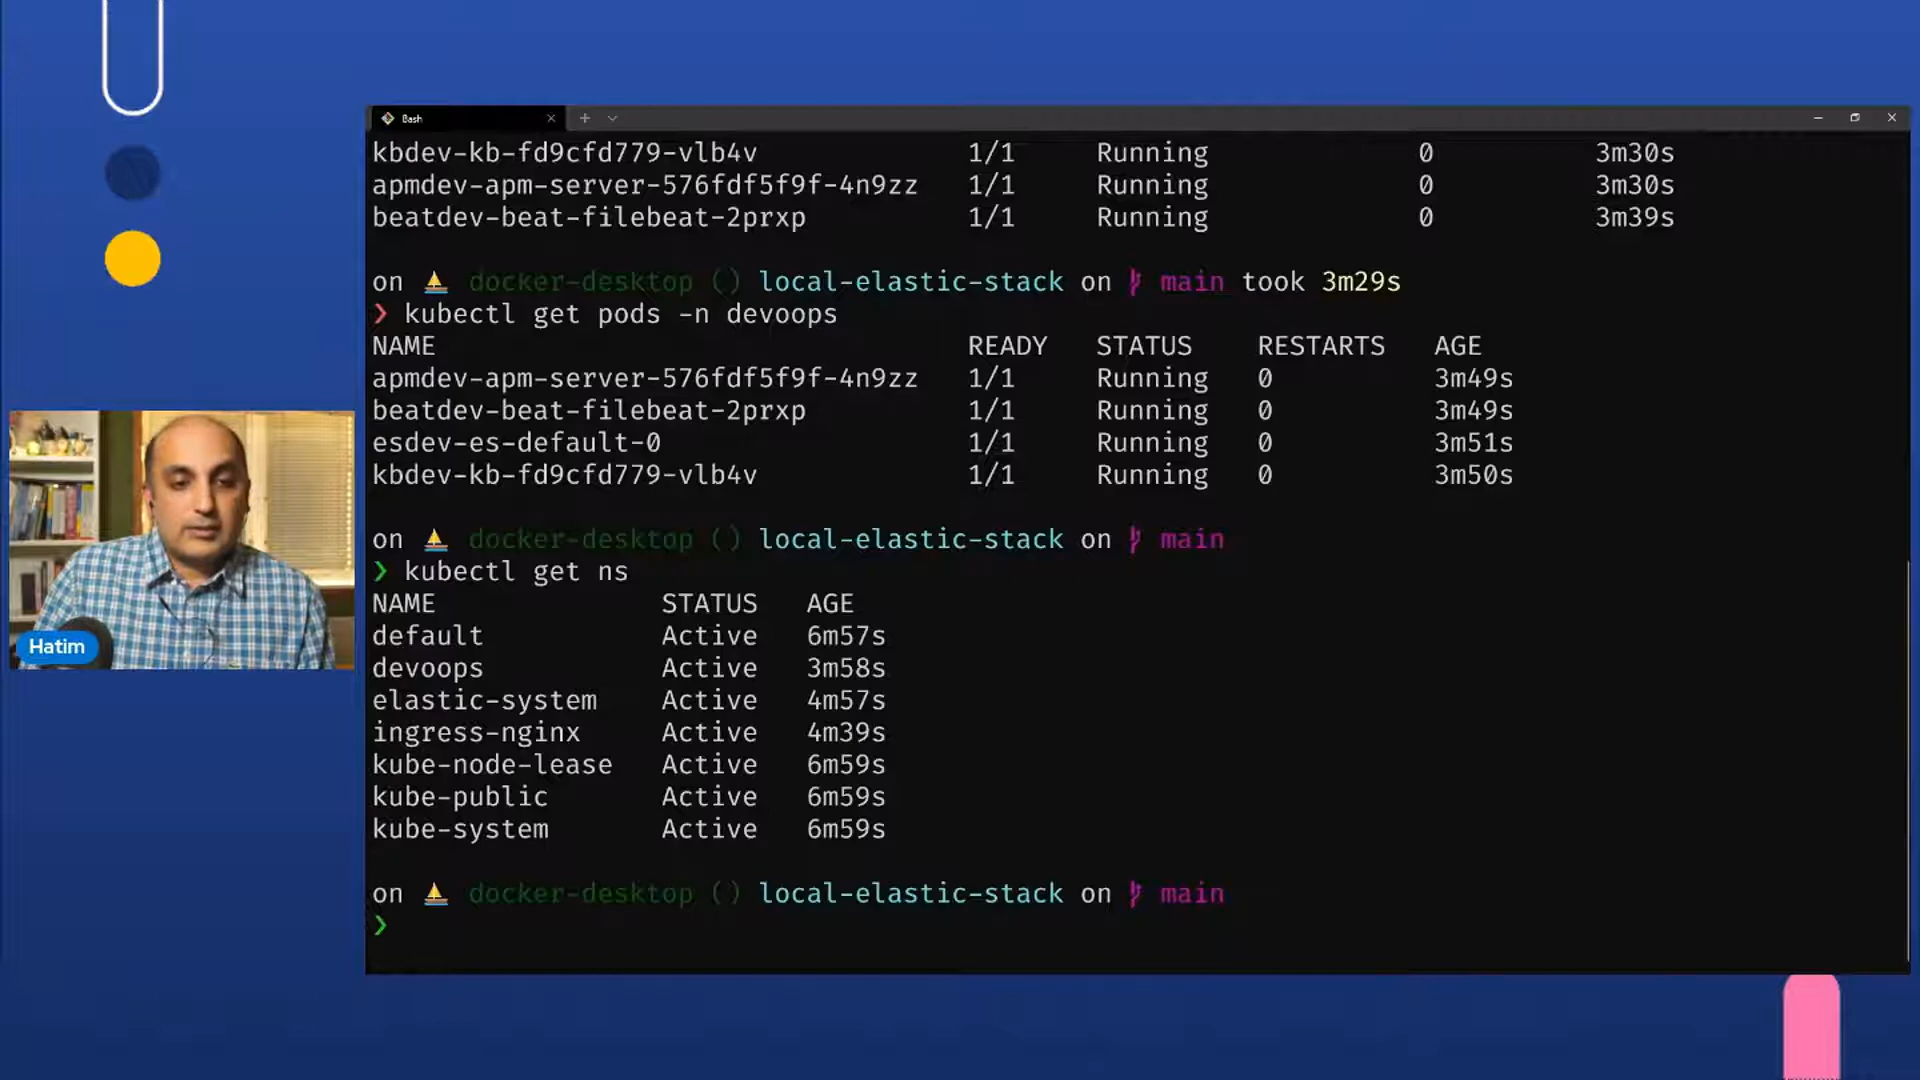 Bash
kbdev-kb-fd9cfd779-vlb4v 1/1 Running 0 3m30s
apmdev-apm-server-576fdf5f9f-4n9zz 1/1 Running 0 3m30s
beatdev-beat-filebeat-2prxp 1/1 Running 0 3m39s
on docker-desktop () local-elastic-stack on main took 3m29s
❯ kubectl get pods -n devoops
NAME READY STATUS RESTARTS AGE
apmdev-apm-server-576fdf5f9f-4n9zz 1/1 Running 0 3m49s
beatdev-beat-filebeat-2prxp 1/1 Running 0 3m49s
esdev-es-default-0 1/1 Running 0 3m51s
kbdev-kb-fd9cfd779-vlb4v 1/1 Running 0 3m50s
on docker-desktop () local-elastic-stack on main
❯ kubectl get ns
NAME STATUS AGE
default Active 6m57s
devoops Active 3m58s
elastic-system Active 4m57s
ingress-nginx Active 4m39s
kube-node-lease Active 6m59s
kube-public Active 6m59s
kube-system Active 6m59s
on docker-desktop () local-elastic-stack on main
❯
Hatim